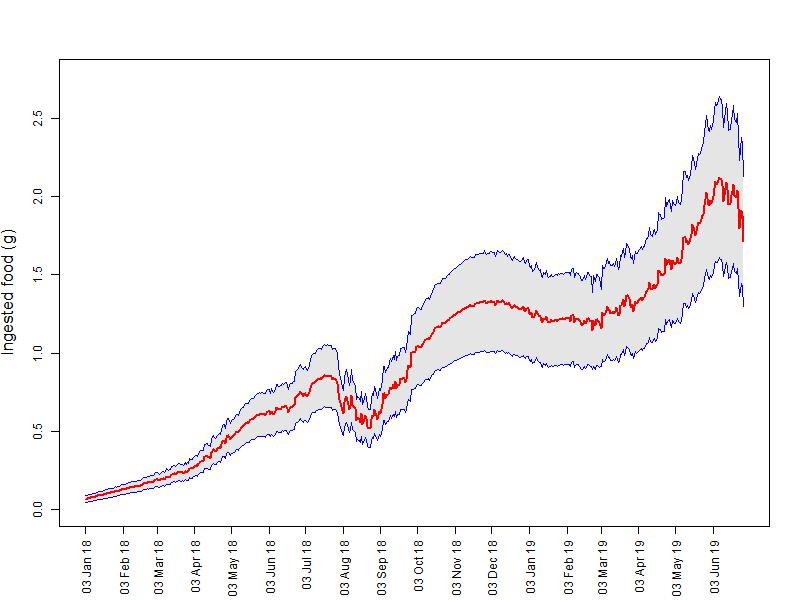 Ingested food (g)
2.5
2.0
1.5
1.0
0.5
0.0
03 Jan 18
03 Feb 18
03 Mar 18
03 Apr 18
03 May 18
03 Jun 18
03 Jul 18
03 Aug 18
03 Sep 18
03 Oct 18
03 Nov 18
03 Dec 18
03 Jan 19
03 Feb 19
03 Mar 19
03 Apr 19
03 May 19
03 Jun 19